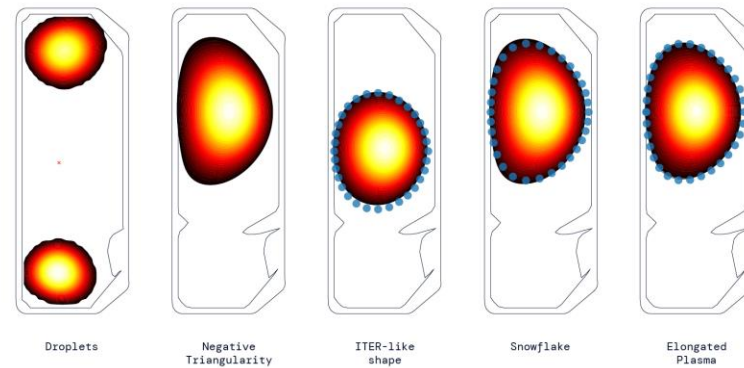 Droplets
Negative
Triangularity
ITER-like
shape
Snowflake
Elongated
Plasma